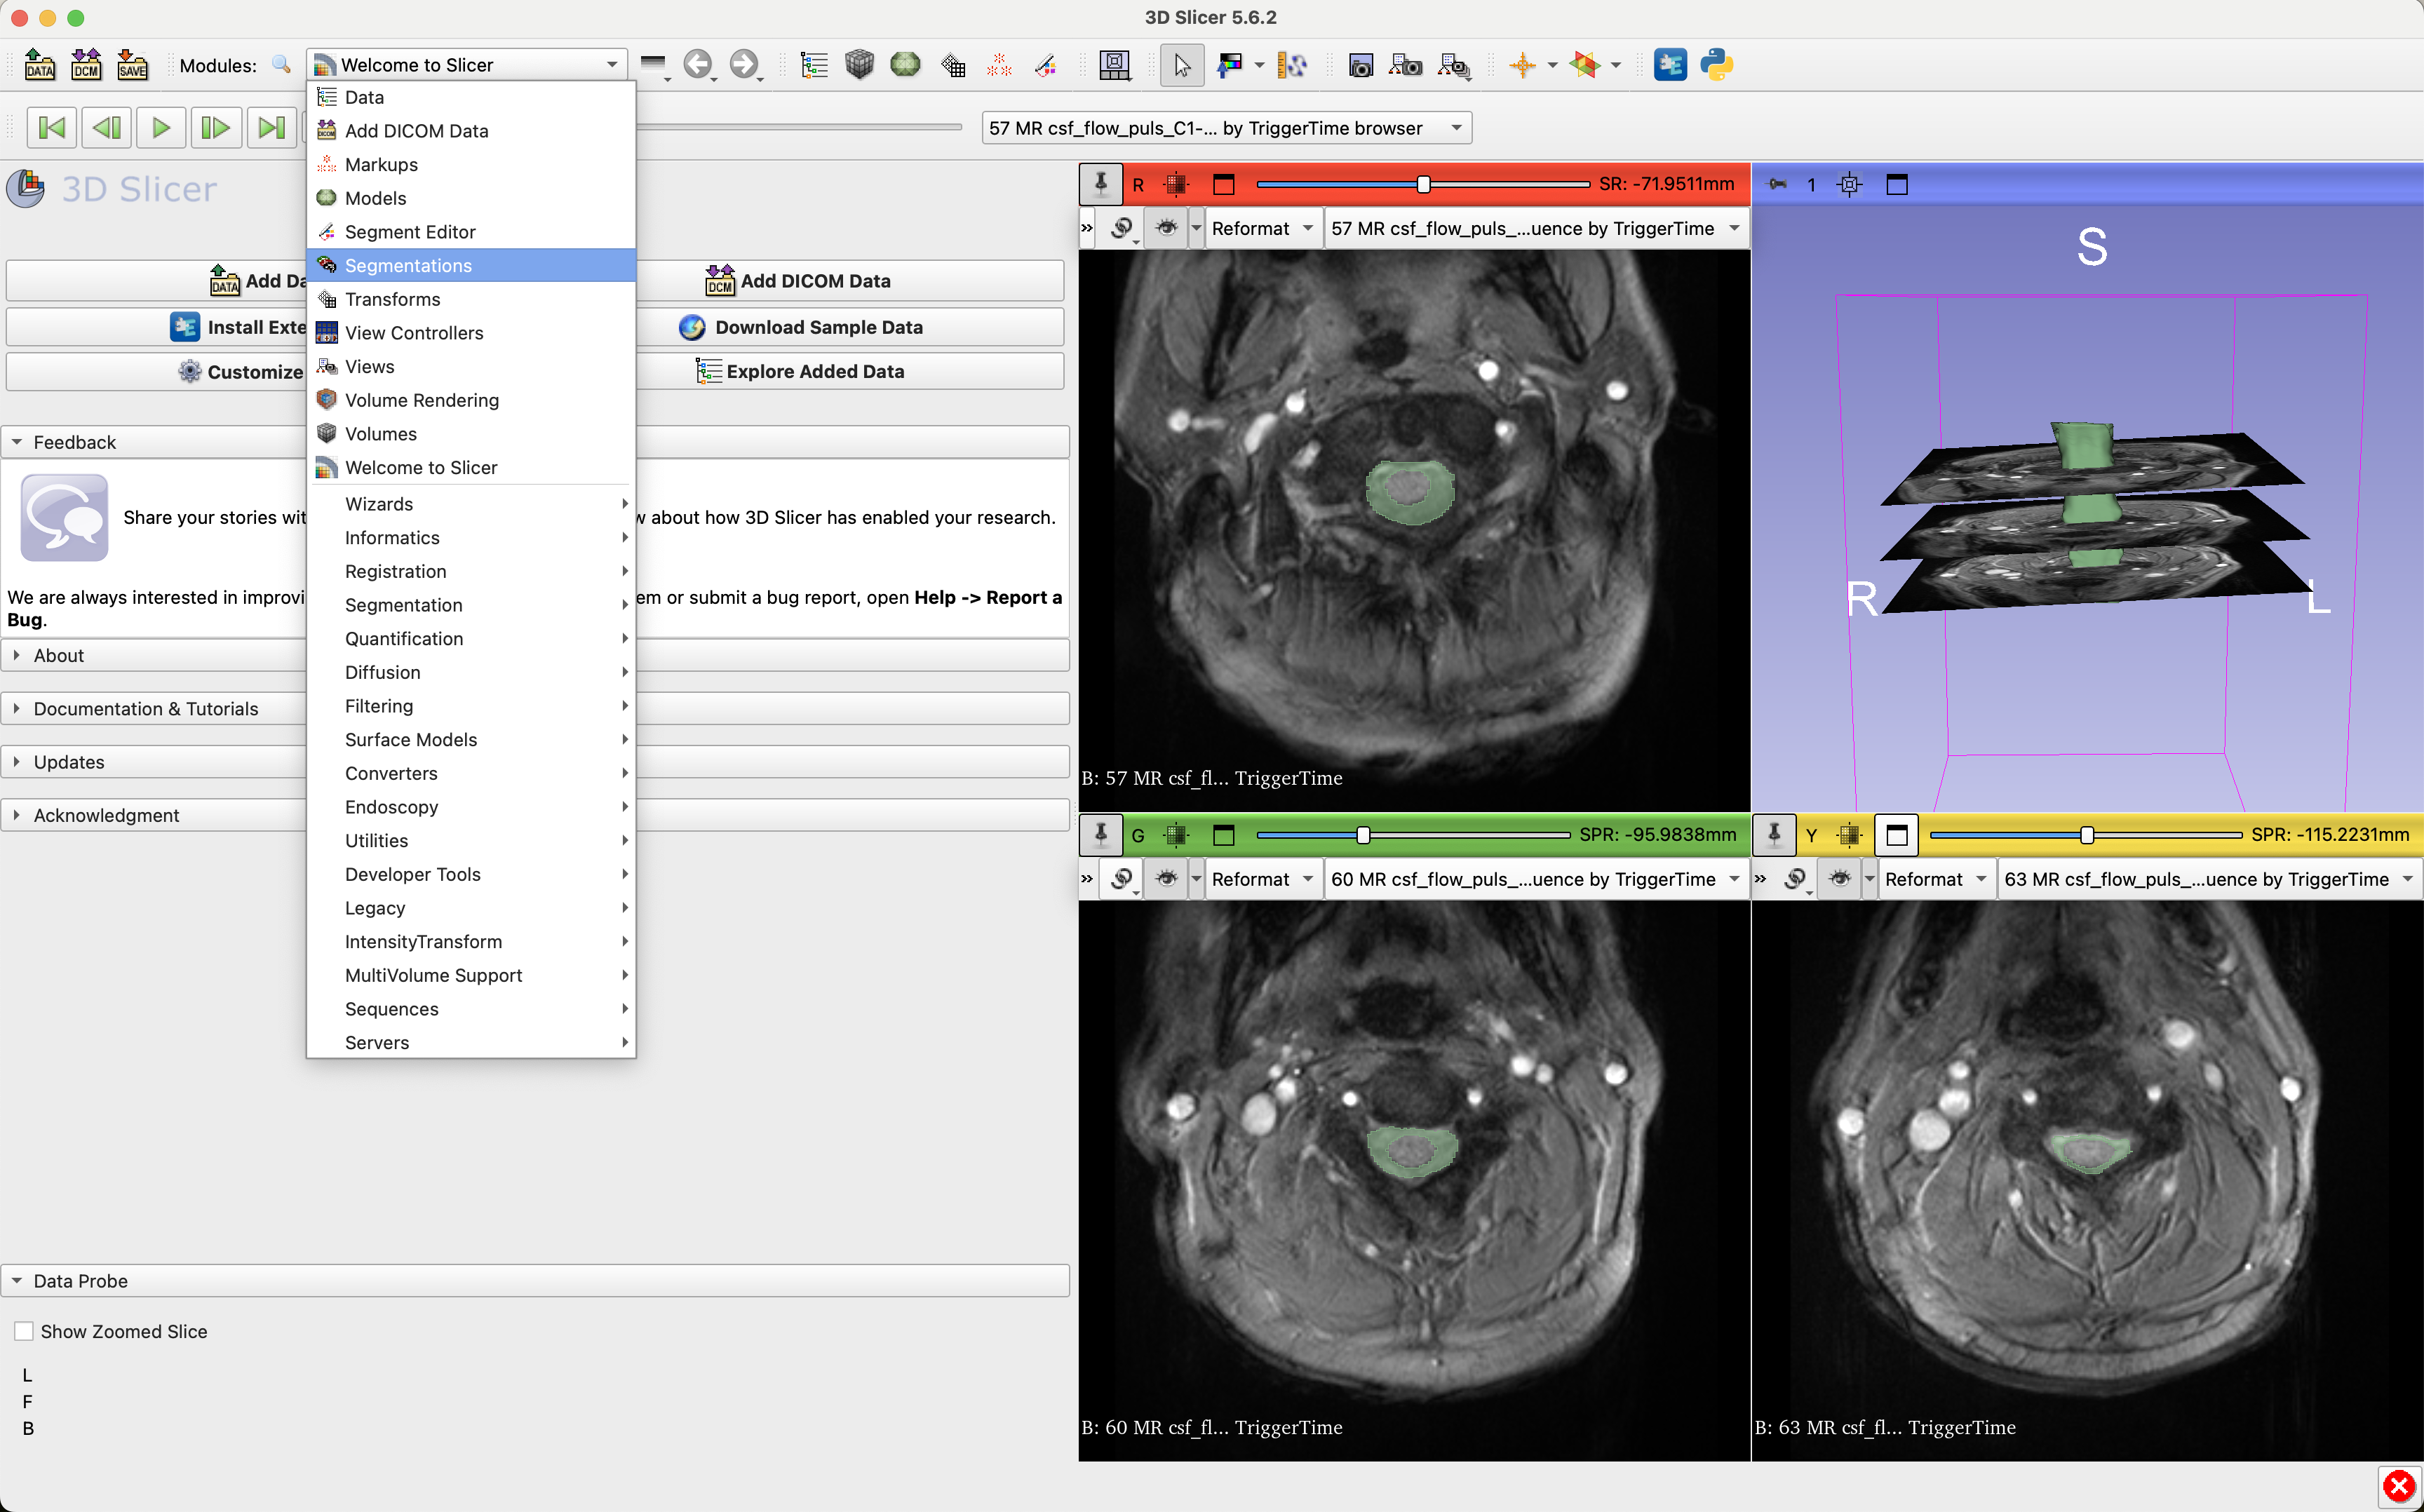 3D Slicer 5.6.2
DATA DCM SAVE Modules: Welcome to Slicer
57 MR csf_flow_puls_C1-... by TriggerTime browser
Data
Add DICOM Data
Markups
Models
Segment Editor
Segmentations
Transforms
View Controllers
Views
Volume Rendering
Volumes
Welcome to Slicer
Wizards
Informatics
Registration
Segmentation
Quantification
Diffusion
Filtering
Surface Models
Converters
Endoscopy
Utilities
Developer Tools
Legacy
IntensityTransform
MultiVolume Support
Sequences
Servers
3D Slicer
DATA Add Da
DCM Add DICOM Data
Install Exte
Download Sample Data
Customize
Explore Added Data
Feedback
Share your stories wit
w about how 3D Slicer has enabled your research.
We are always interested in improvi
em or submit a bug report, open Help -> Report a
Bug.
About
Documentation & Tutorials
Updates
Acknowledgment
Data Probe
Show Zoomed Slice
L
F
B
R SR: -71.9511mm
» Reformat 57 MR csf_flow_puls_...uence by TriggerTime
B: 57 MR csf_fl... TriggerTime
1
S
R
L
G SPR: -95.9838mm
» Reformat 60 MR csf_flow_puls_...uence by TriggerTime
B: 60 MR csf_fl... TriggerTime
Y SPR: -115.2231mm
» Reformat 63 MR csf_flow_puls_...uence by TriggerTime
B: 63 MR csf_fl... TriggerTime